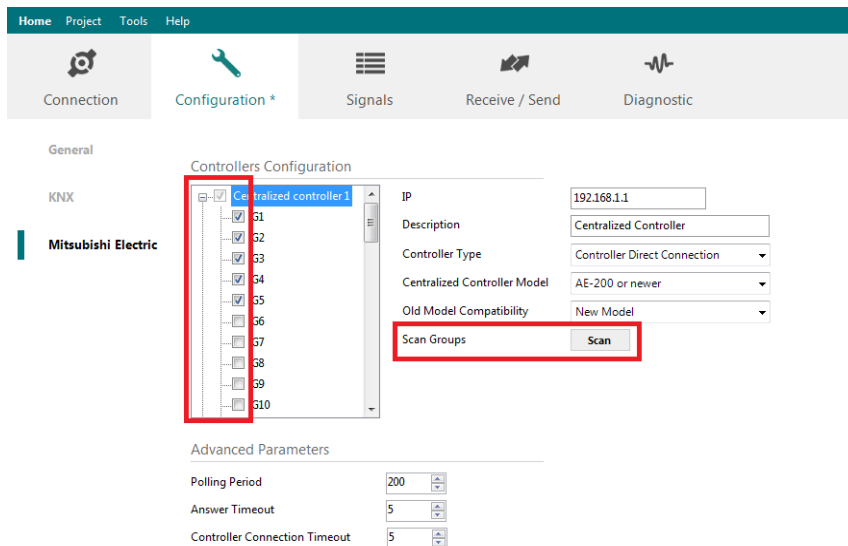 Home Project Tools Help
Connection Configuration * Signals Receive / Send Diagnostic
General
KNX
Mitsubishi Electric
Controllers Configuration
Centralized controller 1
G1
G2
G3
G4
G5
G6
G7
G8
G9
G10
IP 192.168.1.1
Description Centralized Controller
Controller Type Controller Direct Connection
Centralized Controller Model AE-200 or newer
Old Model Compatibility New Model
Scan Groups Scan
Advanced Parameters
Polling Period 200
Answer Timeout 5
Controller Connection Timeout 5